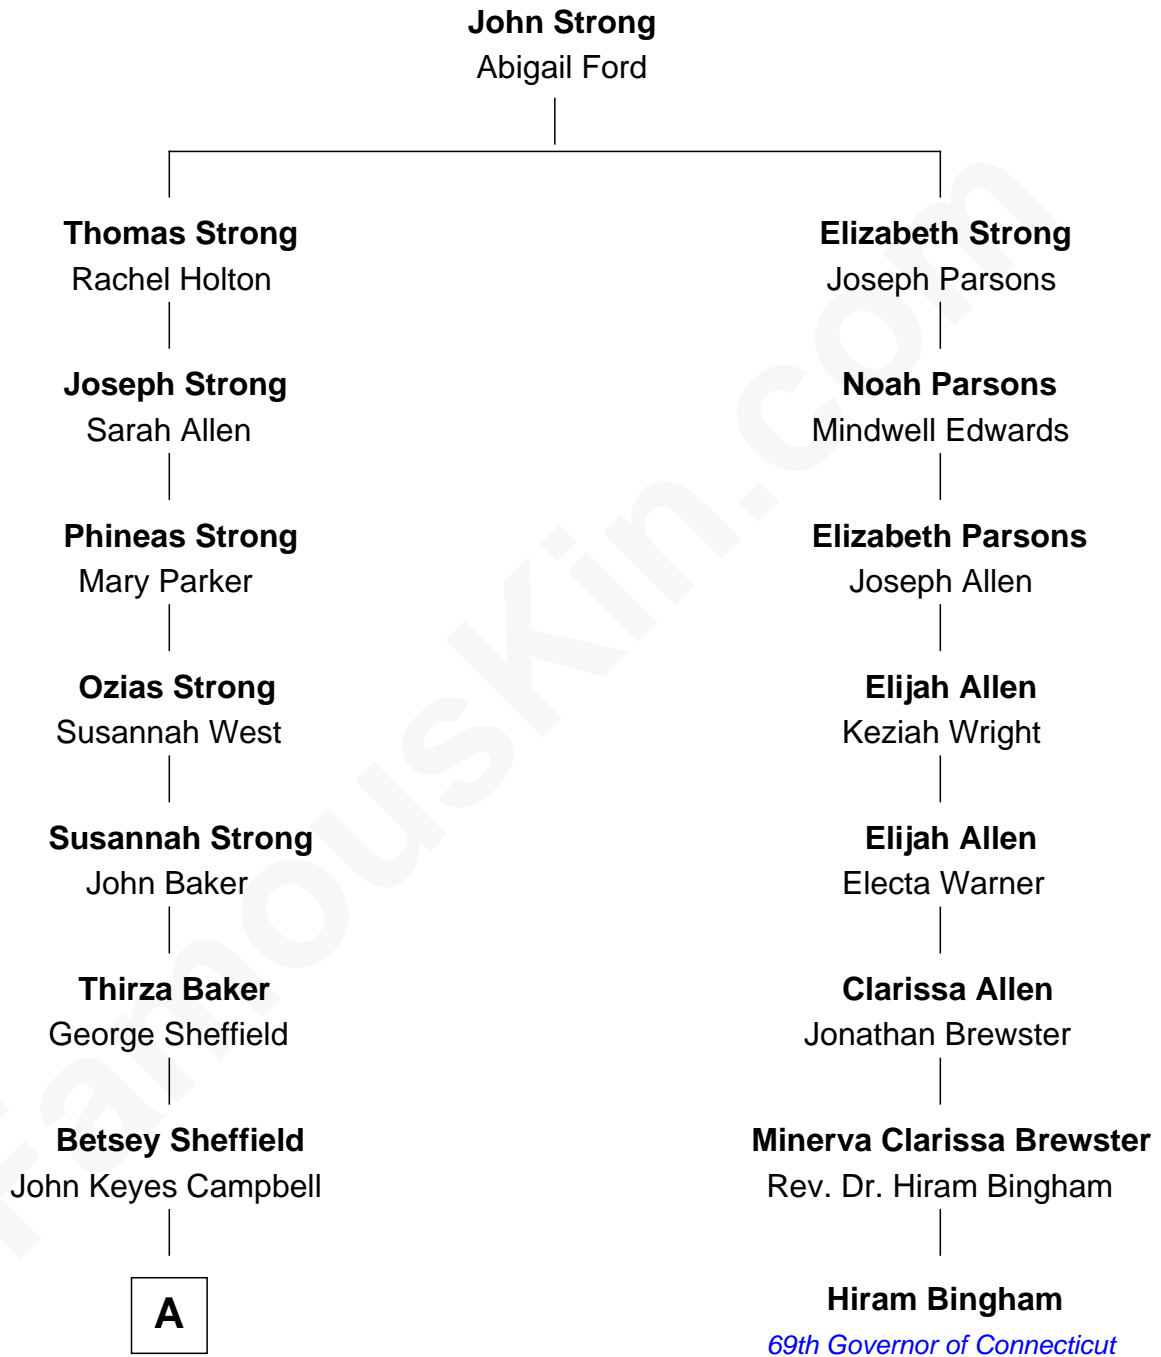 John Strong
Abigail Ford
Thomas Strong
Rachel Holton
Elizabeth Strong
Joseph Parsons
Joseph Strong
Sarah Allen
Noah Parsons
Mindwell Edwards
Phineas Strong
Mary Parker
Elizabeth Parsons
Joseph Allen
Ozias Strong
Susannah West
Elijah Allen
Keziah Wright
Susannah Strong
John Baker
Elijah Allen
Electa Warner
Thirza Baker
George Sheffield
Clarissa Allen
Jonathan Brewster
Betsey Sheffield
John Keyes Campbell
Minerva Clarissa Brewster
Rev. Dr. Hiram Bingham
A
Hiram Bingham
69th Governor of Connecticut
FamousKin.com